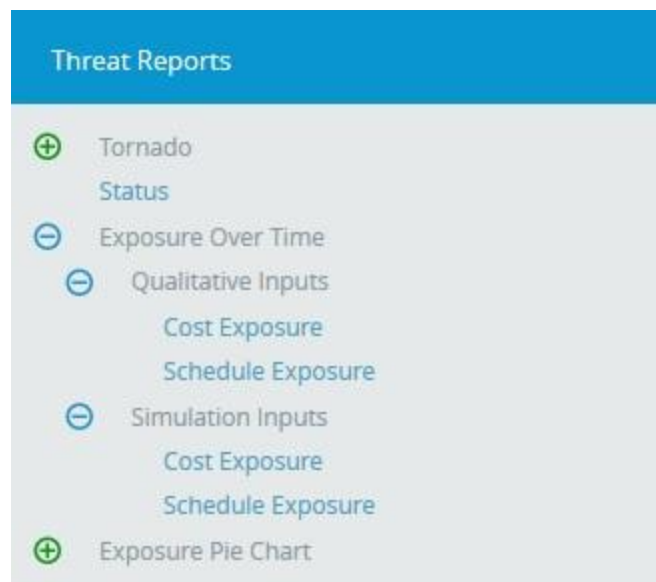 Threat Reports
Tornado
Status
Exposure Over Time
Qualitative Inputs
Cost Exposure
Schedule Exposure
Simulation Inputs
Cost Exposure
Schedule Exposure
Exposure Pie Chart